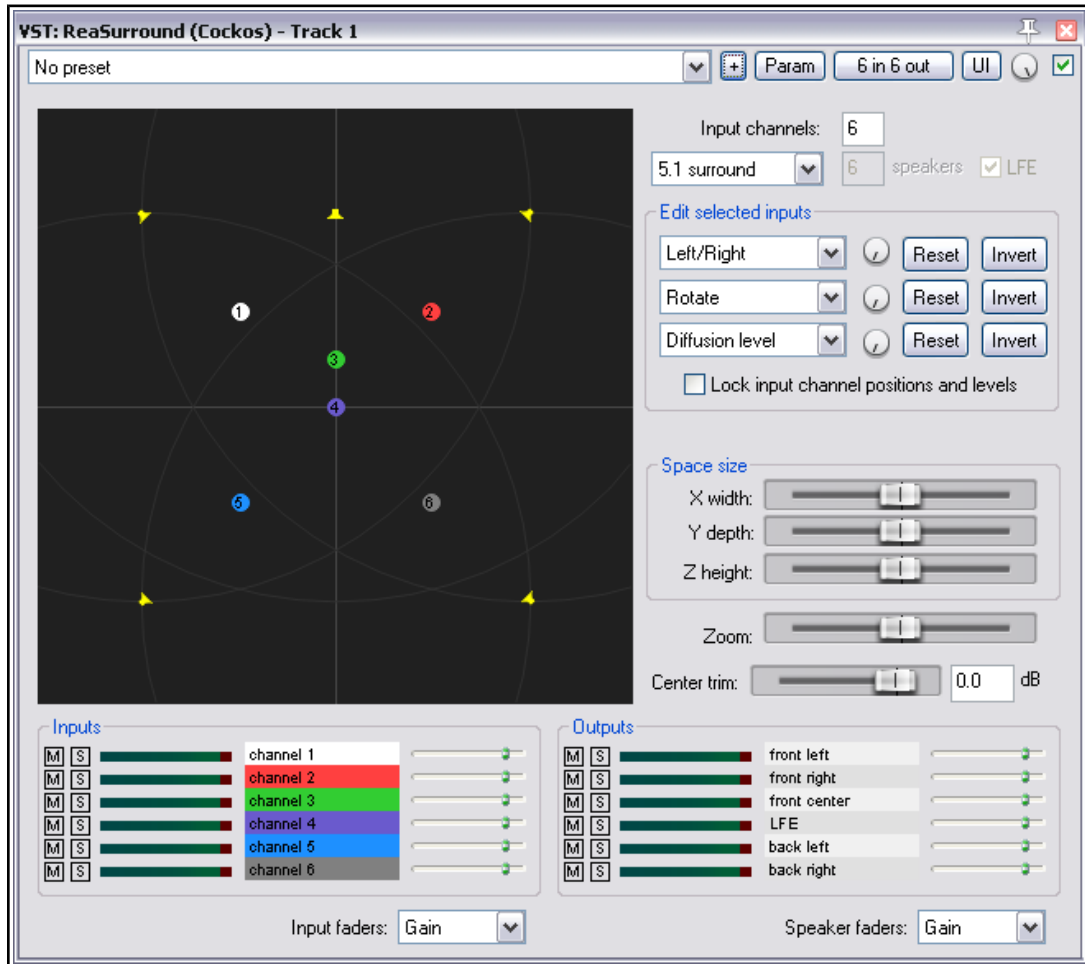 VST: ReaSurround (Cockos) - Track 1
No preset + Param 6 in 6 out UI
Input channels: 6
5.1 surround 6 speakers LFE
Edit selected inputs
Left/Right Reset Invert
Rotate Reset Invert
Diffusion level Reset Invert
Lock input channel positions and levels
1
2
3
4
5
6
Space size
X width:
Y depth:
Z height:
Zoom:
Center trim: 0.0 dB
Inputs
M S channel 1
M S channel 2
M S channel 3
M S channel 4
M S channel 5
M S channel 6
Input faders: Gain
Outputs
M S front left
M S front right
M S front center
M S LFE
M S back left
M S back right
Speaker faders: Gain